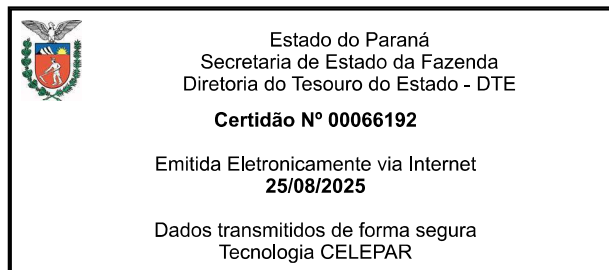 Estado do Paraná
Secretaria de Estado da Fazenda
Diretoria do Tesouro do Estado - DTE
Certidão Nº 00066192
Emitida Eletronicamente via Internet
25/08/2025
Dados transmitidos de forma segura
Tecnologia CELEPAR